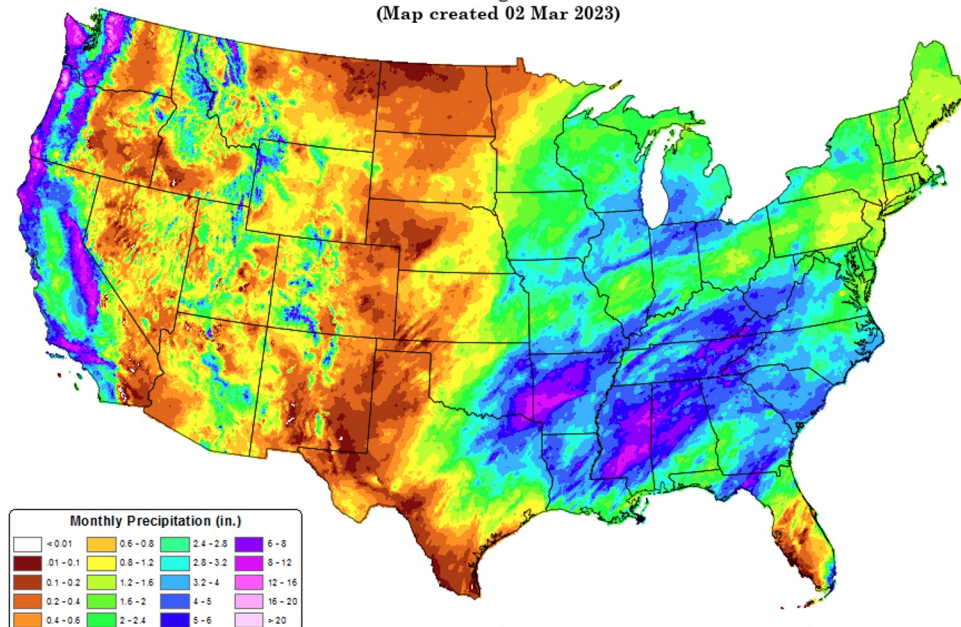 (Map created 02 Mar 2023)
Monthly Precipitation (in.)
< 0.01 0.6 - 0.8 2.4 - 2.8 6 - 8
.01 - 0.1 0.8 - 1.2 2.8 - 3.2 8 - 12
0.1 - 0.2 1.2 - 1.6 3.2 - 4 12 - 16
0.2 - 0.4 1.6 - 2 4 - 5 16 - 20
0.4 - 0.6 2 - 2.4 5 - 6 > 20